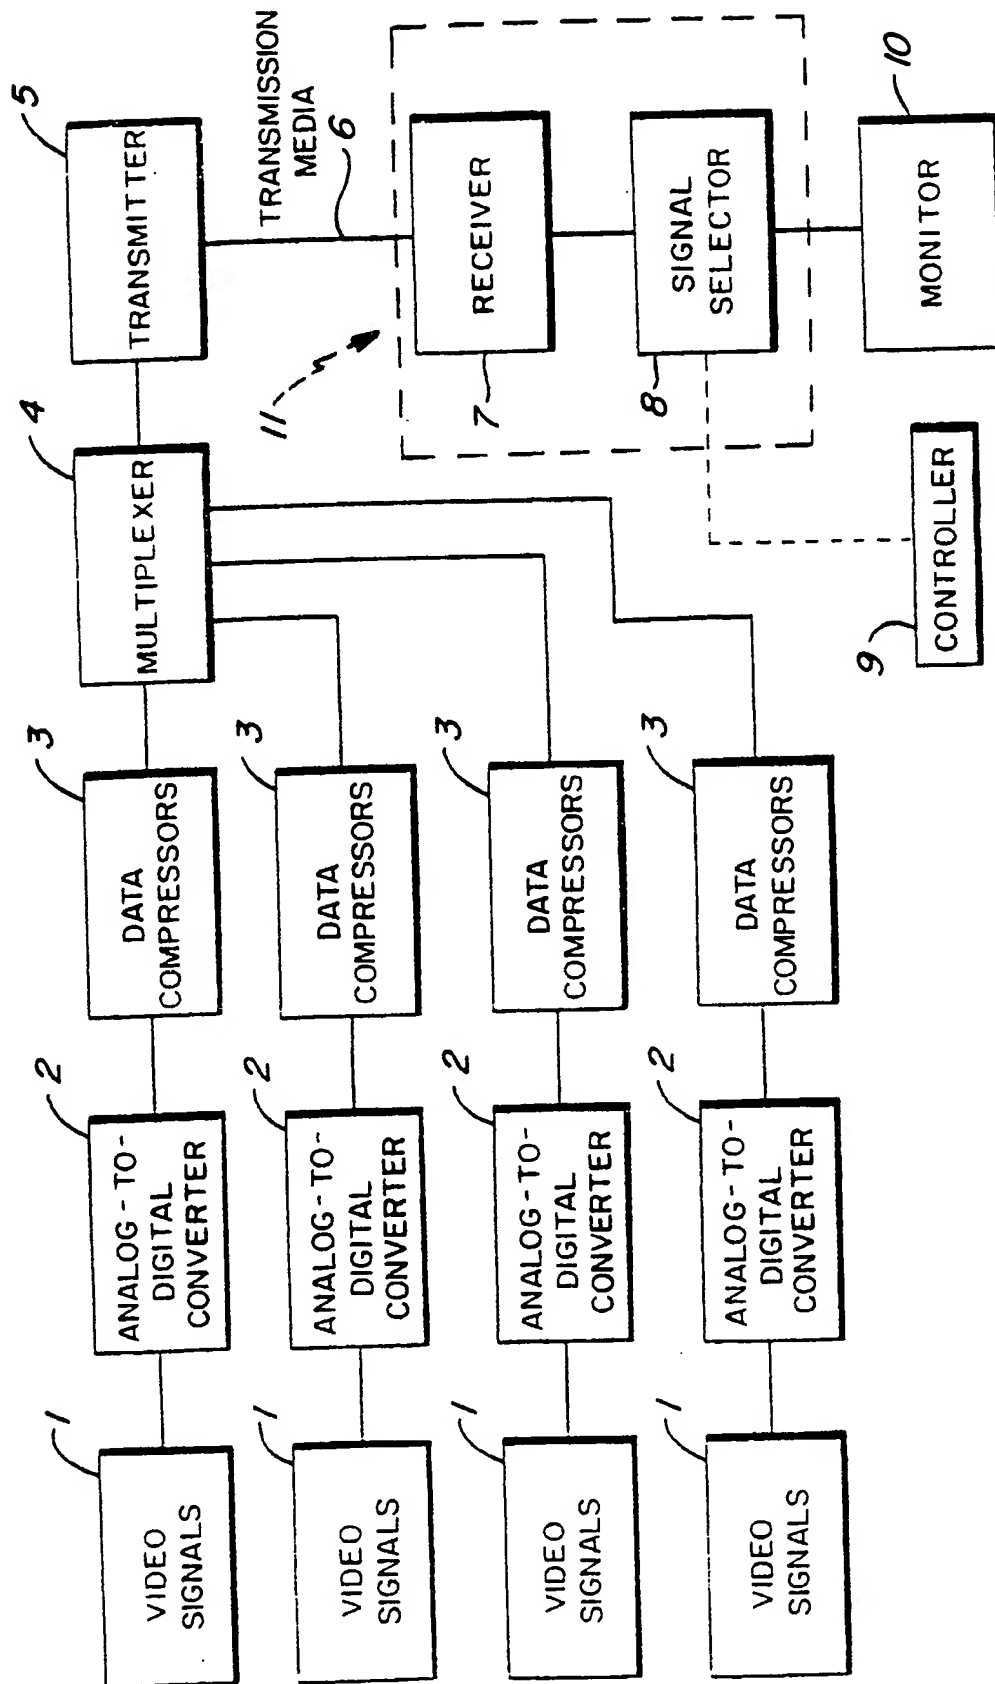 1
VIDEO
SIGNALS
2
ANALOG-TO-
DIGITAL
CONVERTER
3
DATA
COMPRESSORS
4
MULTIPLEXER
5
TRANSMITTER
1
VIDEO
SIGNALS
2
ANALOG-TO-
DIGITAL
CONVERTER
3
DATA
COMPRESSORS
1
VIDEO
SIGNALS
2
ANALOG-TO-
DIGITAL
CONVERTER
3
DATA
COMPRESSORS
1
VIDEO
SIGNALS
2
ANALOG-TO-
DIGITAL
CONVERTER
3
DATA
COMPRESSORS
TRANSMISSION
MEDIA
6
11
RECEIVER
7
SIGNAL
SELECTOR
8
CONTROLLER
9
MONITOR
10